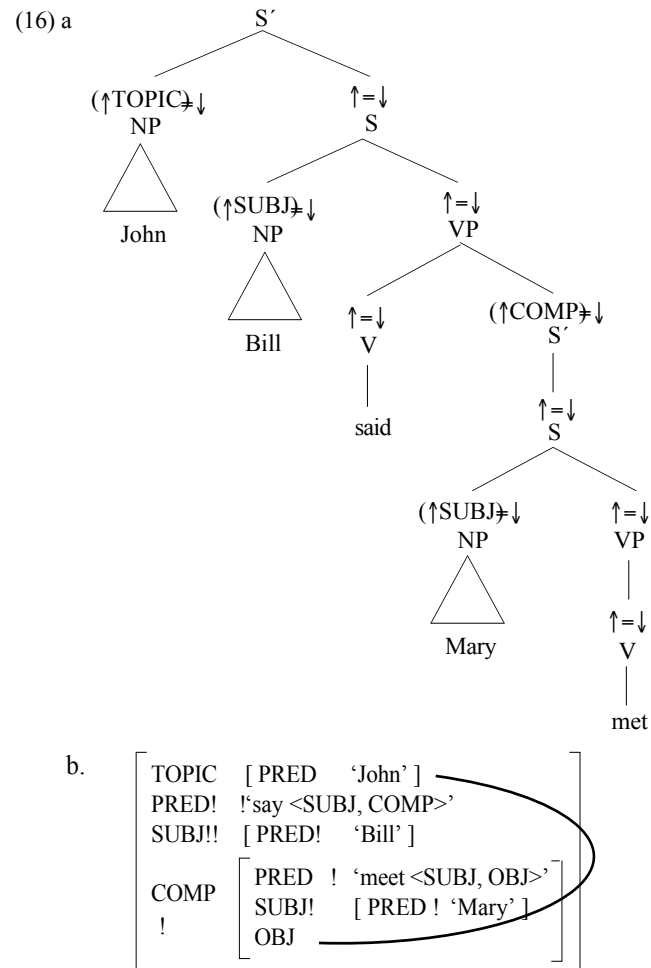 (16) a S´
(↑TOPIC)=↓ ↑=↓
NP S
John
(↑SUBJ)=↓ ↑=↓
NP VP
Bill
↑=↓ (↑COMP)=↓
V S´
said
↑=↓
S
(↑SUBJ)=↓ ↑=↓
NP VP
Mary
↑=↓
V
met
b.
TOPIC [ PRED ‘John’ ]
PRED! !‘say <SUBJ, COMP>’
SUBJ!! [ PRED! ‘Bill’ ]
COMP
!
PRED ! ‘meet <SUBJ, OBJ>’
SUBJ! [ PRED ! ‘Mary’ ]
OBJ